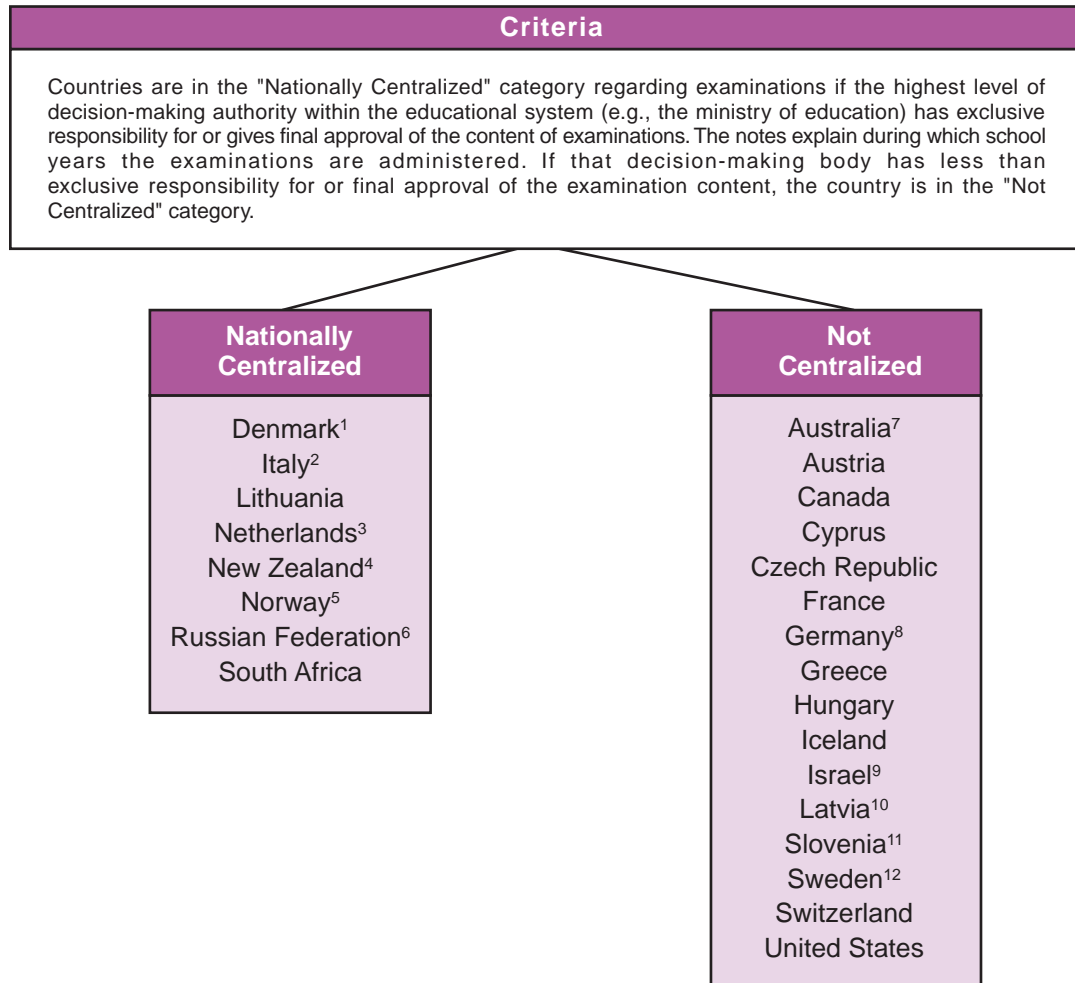 Criteria
Countries are in the "Nationally Centralized" category regarding examinations if the highest level of
decision-making authority within the educational system (e.g., the ministry of education) has exclusive
responsibility for or gives final approval of the content of examinations. The notes explain during which school
years the examinations are administered. If that decision-making body has less than
exclusive responsibility for or final approval of the examination content, the country is in the "Not
Centralized" category.
Nationally
Centralized
Denmark¹
Italy²
Lithuania
Netherlands³
New Zealand⁴
Norway⁵
Russian Federation⁶
South Africa
Not
Centralized
Australia⁷
Austria
Canada
Cyprus
Czech Republic
France
Germany⁸
Greece
Hungary
Iceland
Israel⁹
Latvia¹⁰
Slovenia¹¹
Sweden¹²
Switzerland
United States